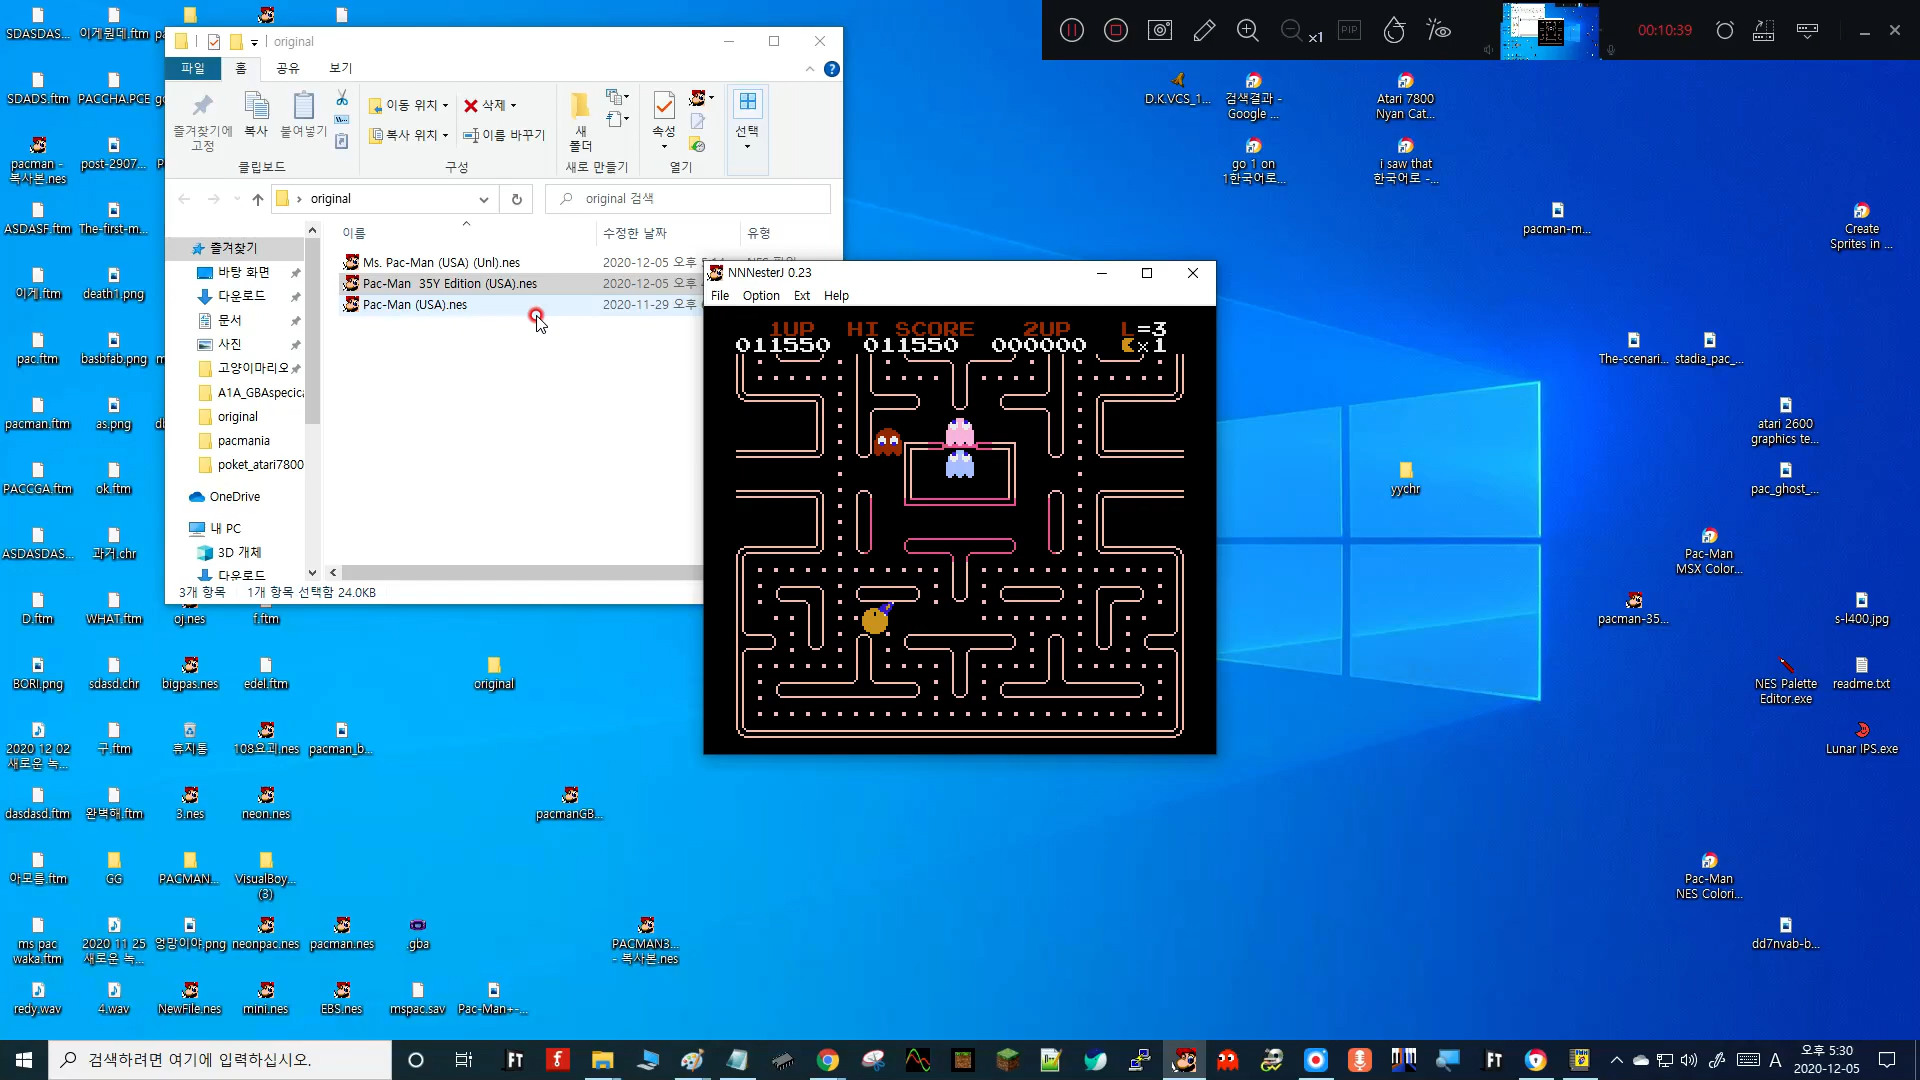 SDASDAS...
이게뭔데.ftm
original
파일
홈
공유
보기
즐겨찾기에
고정
복사
붙여넣기
이동 위치
복사 위치
삭제
이름 바꾸기
새
폴더
속성
선택
클립보드
구성
새로 만들기
열기
original
original 검색
이름
수정한 날짜
유형
Ms. Pac-Man (USA) (Unl).nes
2020-12-05 오후
Pac-Man 35Y Edition (USA).nes
2020-12-05 오후
Pac-Man (USA).nes
2020-11-29 오후
즐겨찾기
바탕 화면
다운로드
문서
사진
고양이마리오
A1A_GBAspecica
original
pacmania
poket_atari7800
OneDrive
내 PC
3D 개체
다운로드
3개 항목
1개 항목 선택함 24.0KB
NNNesterJ 0.23
File
Option
Ext
Help
1UP HI SCORE 2UP L=3
011550 011550 000000 x1
x1
PIP
00:10:39
SDADS.ftm
PACCHA.PCE
pacman -
복사본.nes
post-2907...
ASDASF.ftm
The-first-m...
이게.ftm
death1.png
pac.ftm
basbfab.png
pacman.ftm
as.png
PACCGA.ftm
ok.ftm
ASDASDAS...
과거.chr
D.ftm
WHAT.ftm
oj.nes
f.ftm
BORI.png
sdasd.chr
bigpas.nes
edel.ftm
original
2020 12 02
새로운 녹...
구.ftm
휴지통
108요괴.nes
pacman_b...
dasdasd.ftm
완벽해.ftm
3.nes
neon.nes
pacmanGB...
아모름.ftm
GG
PACMAN...
VisualBoy...
(3)
ms pac
waka.ftm
2020 11 25
새로운 녹...
엉망이야.png
neonpac.nes
pacman.nes
.gba
PACMAN3...
- 복사본.nes
redy.wav
4.wav
NewFile.nes
mini.nes
EBS.nes
mspac.sav
Pac-Man+-...
D.K.VCS_1...
검색결과 -
Google ...
Atari 7800
Nyan Cat...
go 1 on
1한국어로...
i saw that
한국어로 -...
pacman-m...
Create
Sprites in ...
The-scenari...
stadia_pac_...
atari 2600
graphics te...
yychr
pac_ghost_...
Pac-Man
MSX Color...
pacman-35...
s-l400.jpg
NES Palette
Editor.exe
readme.txt
Lunar IPS.exe
Pac-Man
NES Colori...
dd7nvab-b...
검색하려면 여기에 입력하십시오.
A
오후 5:30
2020-12-05